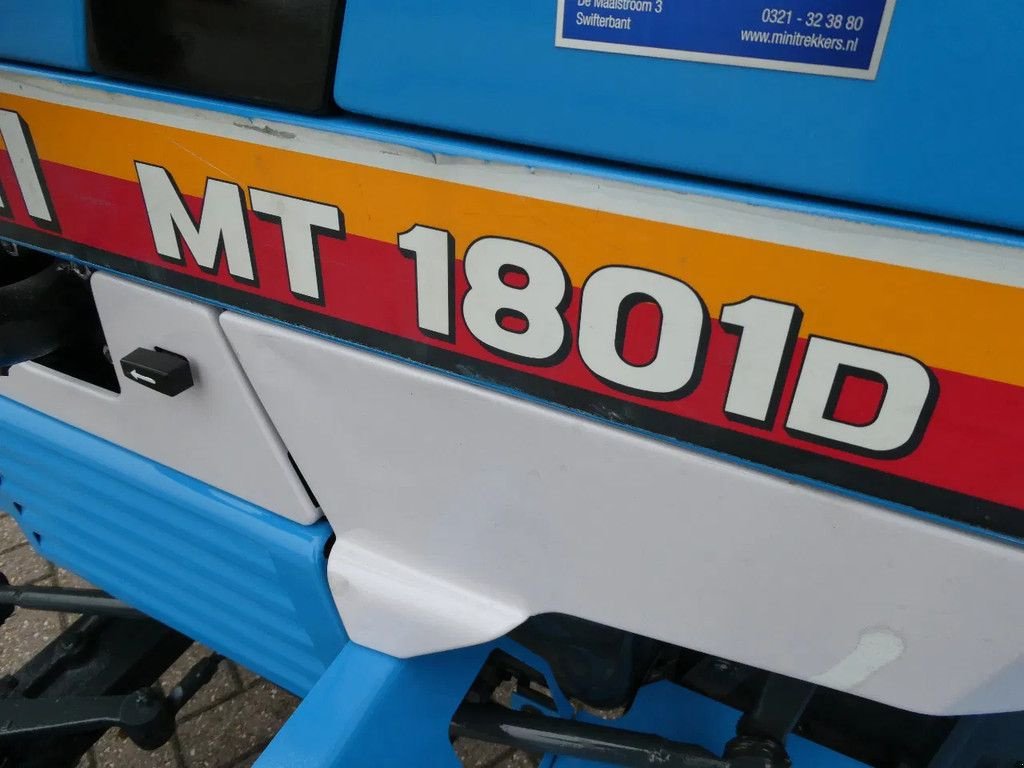 De Maalstroom 3
Swifterbant
0321 - 32 38 80
www.minitrekkers.nl
MT 1801D